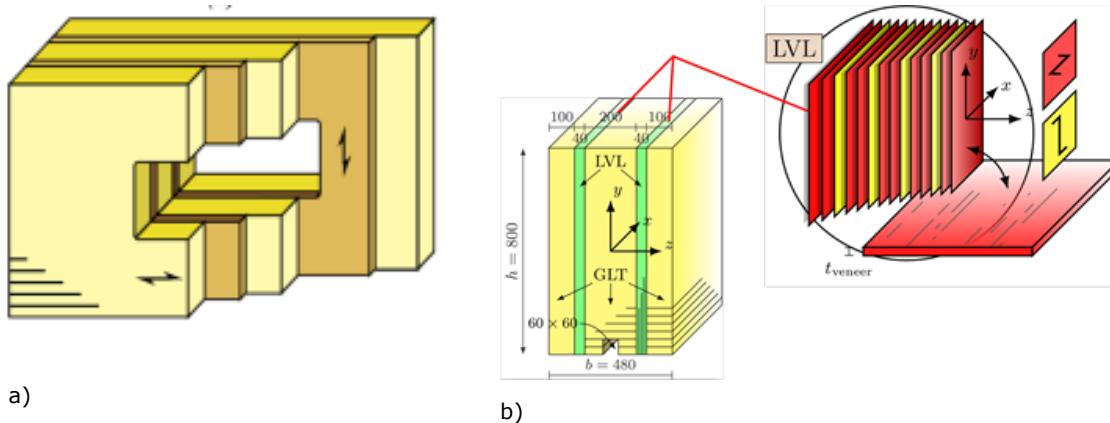 a)
b)
100 200 100
40 40
LVL
y
x
z
h = 800
GLT
60 × 60
b = 480
LVL
y
x
z
t_veneer